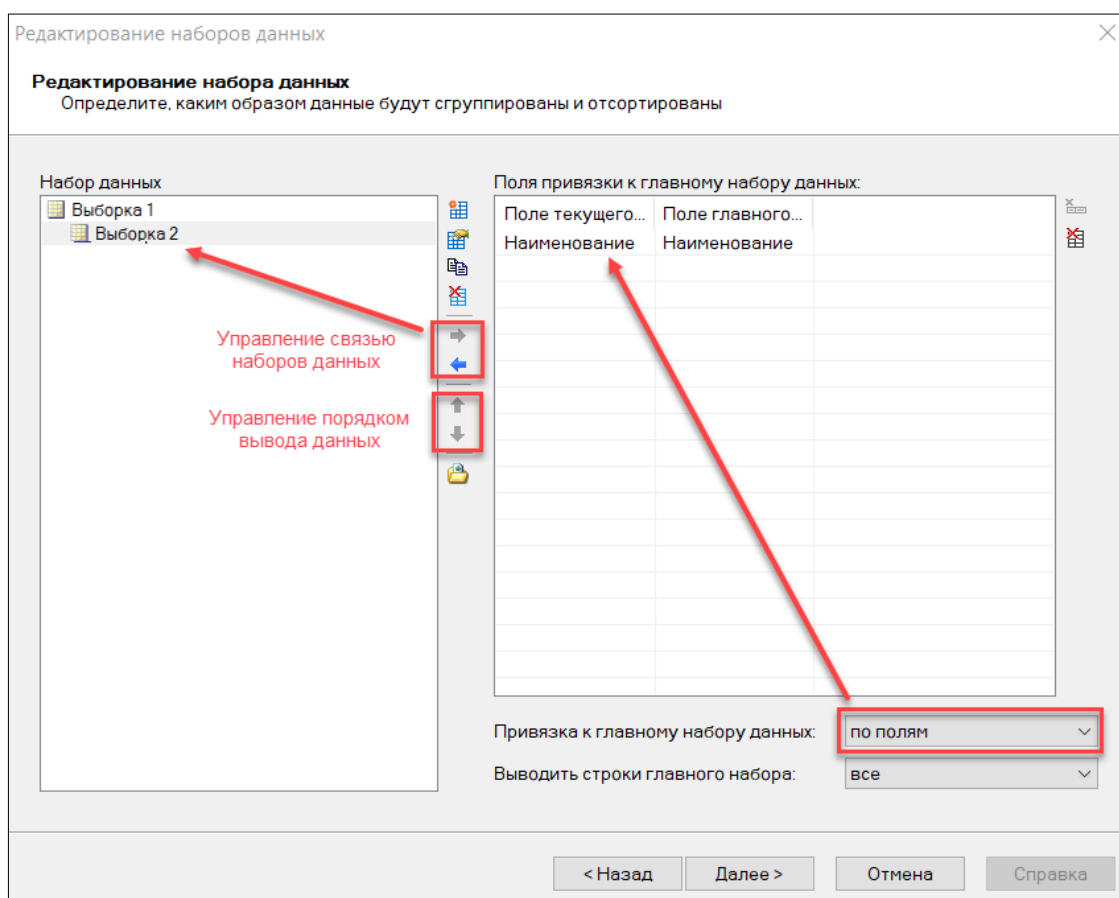 Редактирование наборов данных
Редактирование набора данных
Определите, каким образом данные будут сгруппированы и отсортированы
Набор данных
Выборка 1
Выборка 2
Управление связью
наборов данных
Управление порядком
вывода данных
Поля привязки к главному набору данных:
Поле текущего... Поле главного...
Наименование Наименование
Привязка к главному набору данных: по полям
Выводить строки главного набора: все
< Назад Далее > Отмена Справка